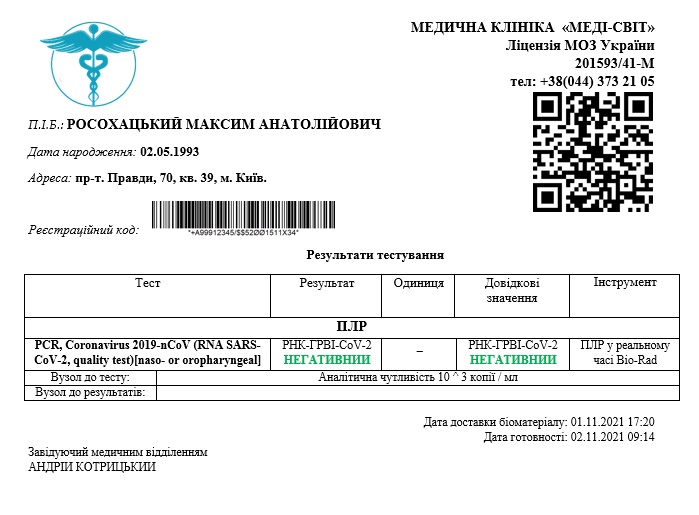 МЕДИЧНА КЛІНІКА «МЕДІ-СВІТ»
Ліцензія МОЗ України
201593/41-М
тел: +38(044) 373 21 05
П.І.Б.: РОСОХАЦЬКИЙ МАКСИМ АНАТОЛІЙОВИЧ
Дата народження: 02.05.1993
Адреса: пр-т. Правди, 70, кв. 39, м. Київ.
Реєстраційний код:
*+A99912345/$$52ØØ1511X34*
Результати тестування
Тест Результат Одиниця Довідкові значення Інструмент
ПЛР
PCR, Coronavirus 2019-nCoV (RNA SARS- РНК-ГРВІ-CoV-2 – РНК-ГРВІ-CoV-2 ПЛР у реальному
CoV-2, quality test)[naso- or oropharyngeal] НЕГАТИВНИИ НЕГАТИВНИИ часі Bio-Rad
Вузол до тесту: Аналітична чутливість 10 ^ 3 копії / мл
Вузол до результатів:
Дата доставки біоматеріалу: 01.11.2021 17:20
Дата готовності: 02.11.2021 09:14
Завідуючий медичним відділенням
АНДРІИ КОТРИЦЬКИИ